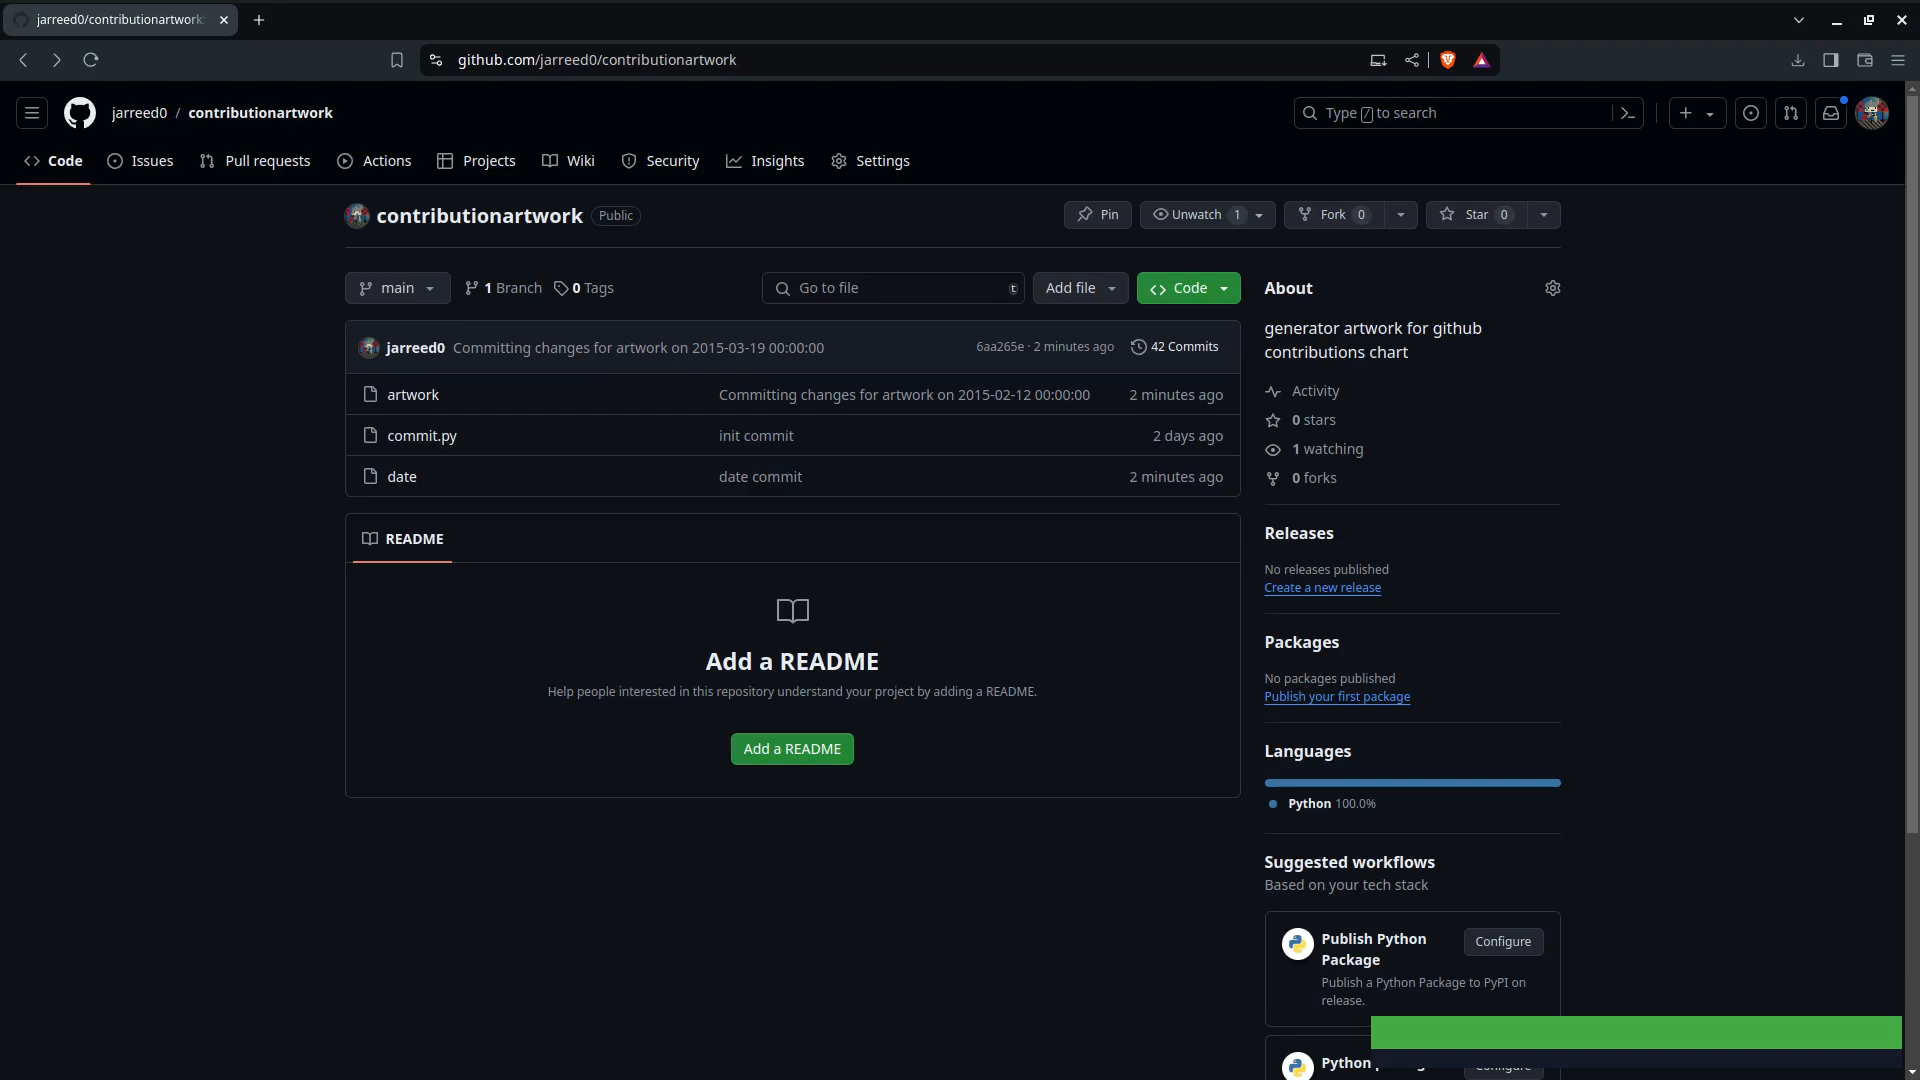 jarreed0/contributionartwork
github.com/jarreed0/contributionartwork
jarreed0 / contributionartwork
Type / to search
Code
Issues
Pull requests
Actions
Projects
Wiki
Security
Insights
Settings
contributionartwork
Public
Pin
Unwatch 1
Fork 0
Star 0
main
1 Branch
0 Tags
Go to file
t
Add file
Code
jarreed0 Committing changes for artwork on 2015-03-19 00:00:00
6aa265e · 2 minutes ago
42 Commits
artwork
Committing changes for artwork on 2015-02-12 00:00:00
2 minutes ago
commit.py
init commit
2 days ago
date
date commit
2 minutes ago
README
Add a README
Help people interested in this repository understand your project by adding a README.
Add a README
About
generator artwork for github
contributions chart
Activity
0 stars
1 watching
0 forks
Releases
No releases published
Create a new release
Packages
No packages published
Publish your first package
Languages
Python 100.0%
Suggested workflows
Based on your tech stack
Publish Python
Package
Configure
Publish a Python Package to PyPI on
release.
Python